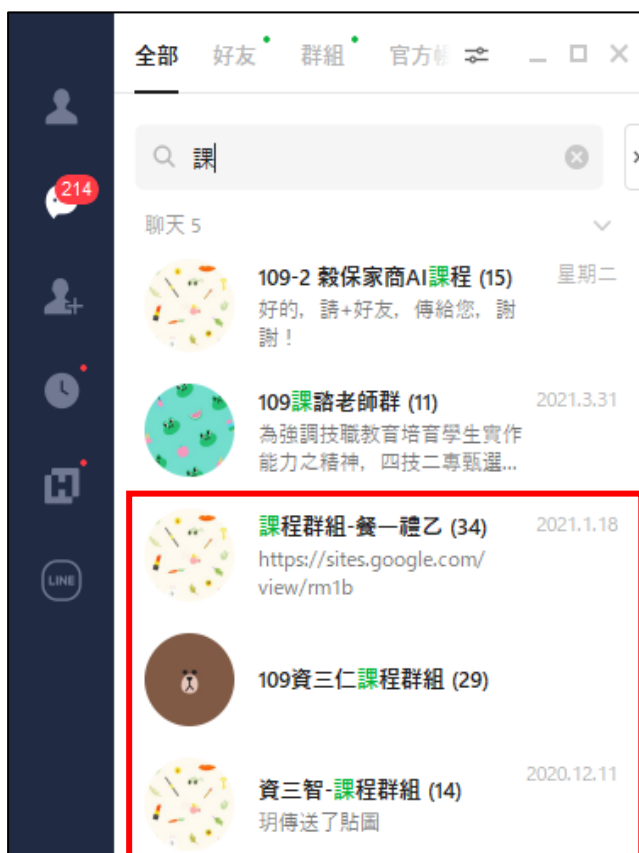 全部 好友 群組 官方帳
課
214
聊天 5
109-2 穀保家商AI課程 (15) 星期二
好的，請+好友，傳給您，謝
謝！
109課諮老師群 (11) 2021.3.31
為強調技職教育培育學生實作
能力之精神，四技二專甄選...
課程群組-餐一禮乙 (34) 2021.1.18
https://sites.google.com/
view/rm1b
109資三仁課程群組 (29)
LINE
資三智-課程群組 (14) 2020.12.11
玥傳送了貼圖